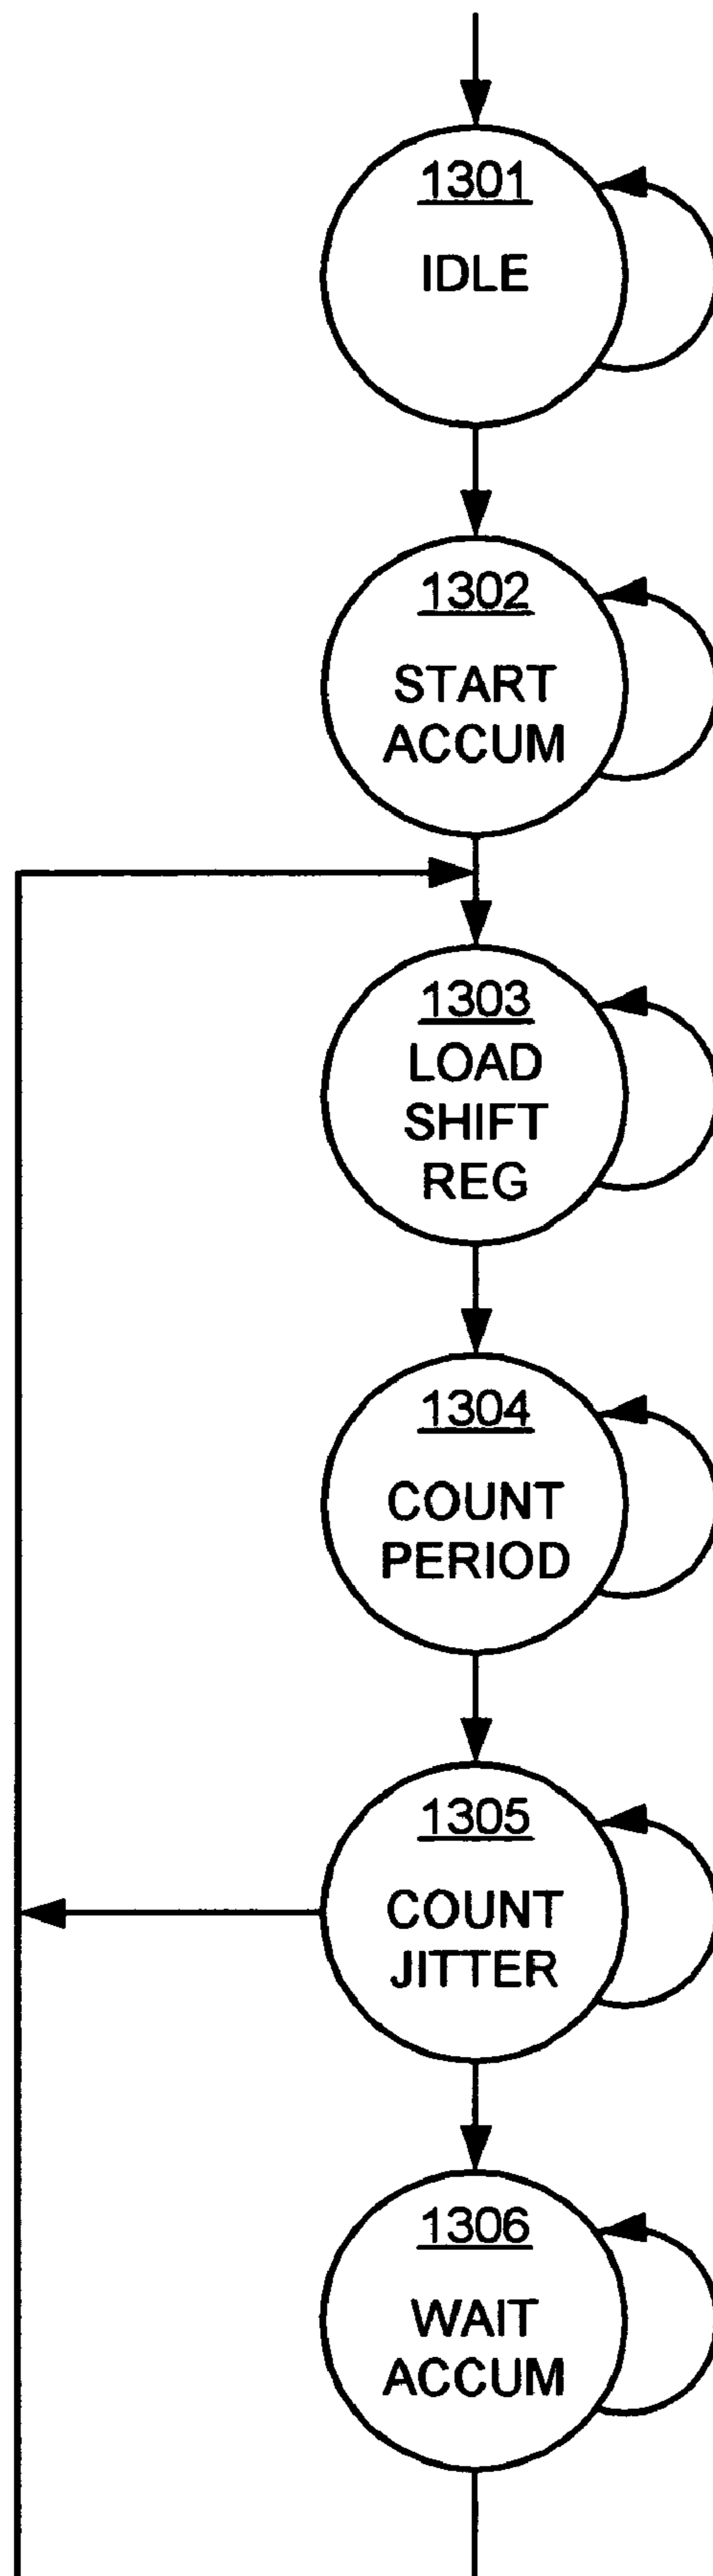 1301
IDLE
1302
START
ACCUM
1303
LOAD
SHIFT
REG
1304
COUNT
PERIOD
1305
COUNT
JITTER
1306
WAIT
ACCUM